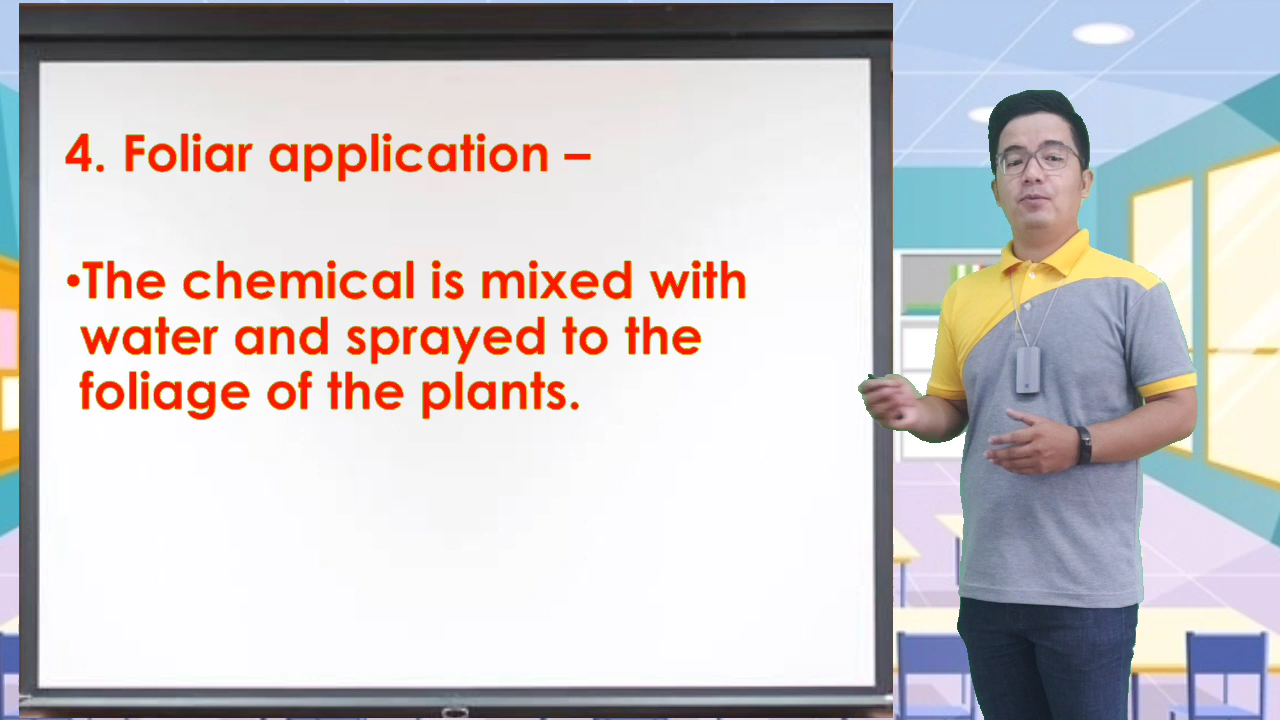 4. Foliar application –
•The chemical is mixed with
water and sprayed to the
foliage of the plants.